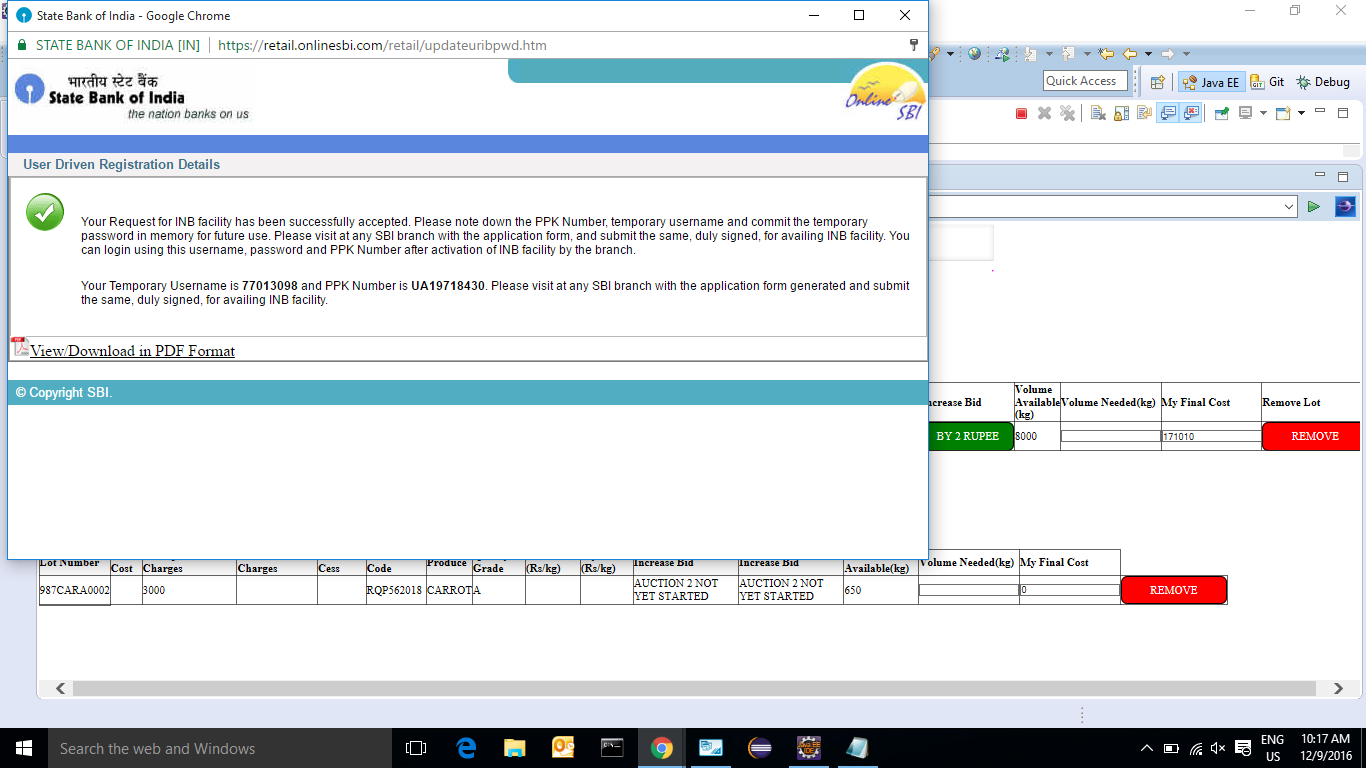 State Bank of India - Google Chrome
STATE BANK OF INDIA [IN] https://retail.onlinesbi.com/retail/updateuribpwd.htm
भारतीय स्टेट बैंक
State Bank of India
the nation banks on us
Online SBI
User Driven Registration Details
Your Request for INB facility has been successfully accepted. Please note down the PPK Number, temporary username and commit the temporary
password in memory for future use. Please visit at any SBI branch with the application form, and submit the same, duly signed, for availing INB facility. You
can login using this username, password and PPK Number after activation of INB facility by the branch.
Your Temporary Username is 77013098 and PPK Number is UA19718430. Please visit at any SBI branch with the application form generated and submit
the same, duly signed, for availing INB facility.
View/Download in PDF Format
© Copyright SBI.
Quick Access
Java EE Git Debug
Volume
ncrease Bid Available Volume Needed(kg) My Final Cost Remove Lot
(kg)
BY 2 RUPEE 8000 171010 REMOVE
Lot Number Produce Increase Bid Increase Bid Volume Needed(kg) My Final Cost
Cost Charges Charges Cess Code Grade (Rs/kg) (Rs/kg) Available(kg)
987CARA0002 3000 RQP562018 CARROT A AUCTION 2 NOT AUCTION 2 NOT 650 0 REMOVE
YET STARTED YET STARTED
Search the web and Windows
ENG 10:17 AM
US 12/9/2016